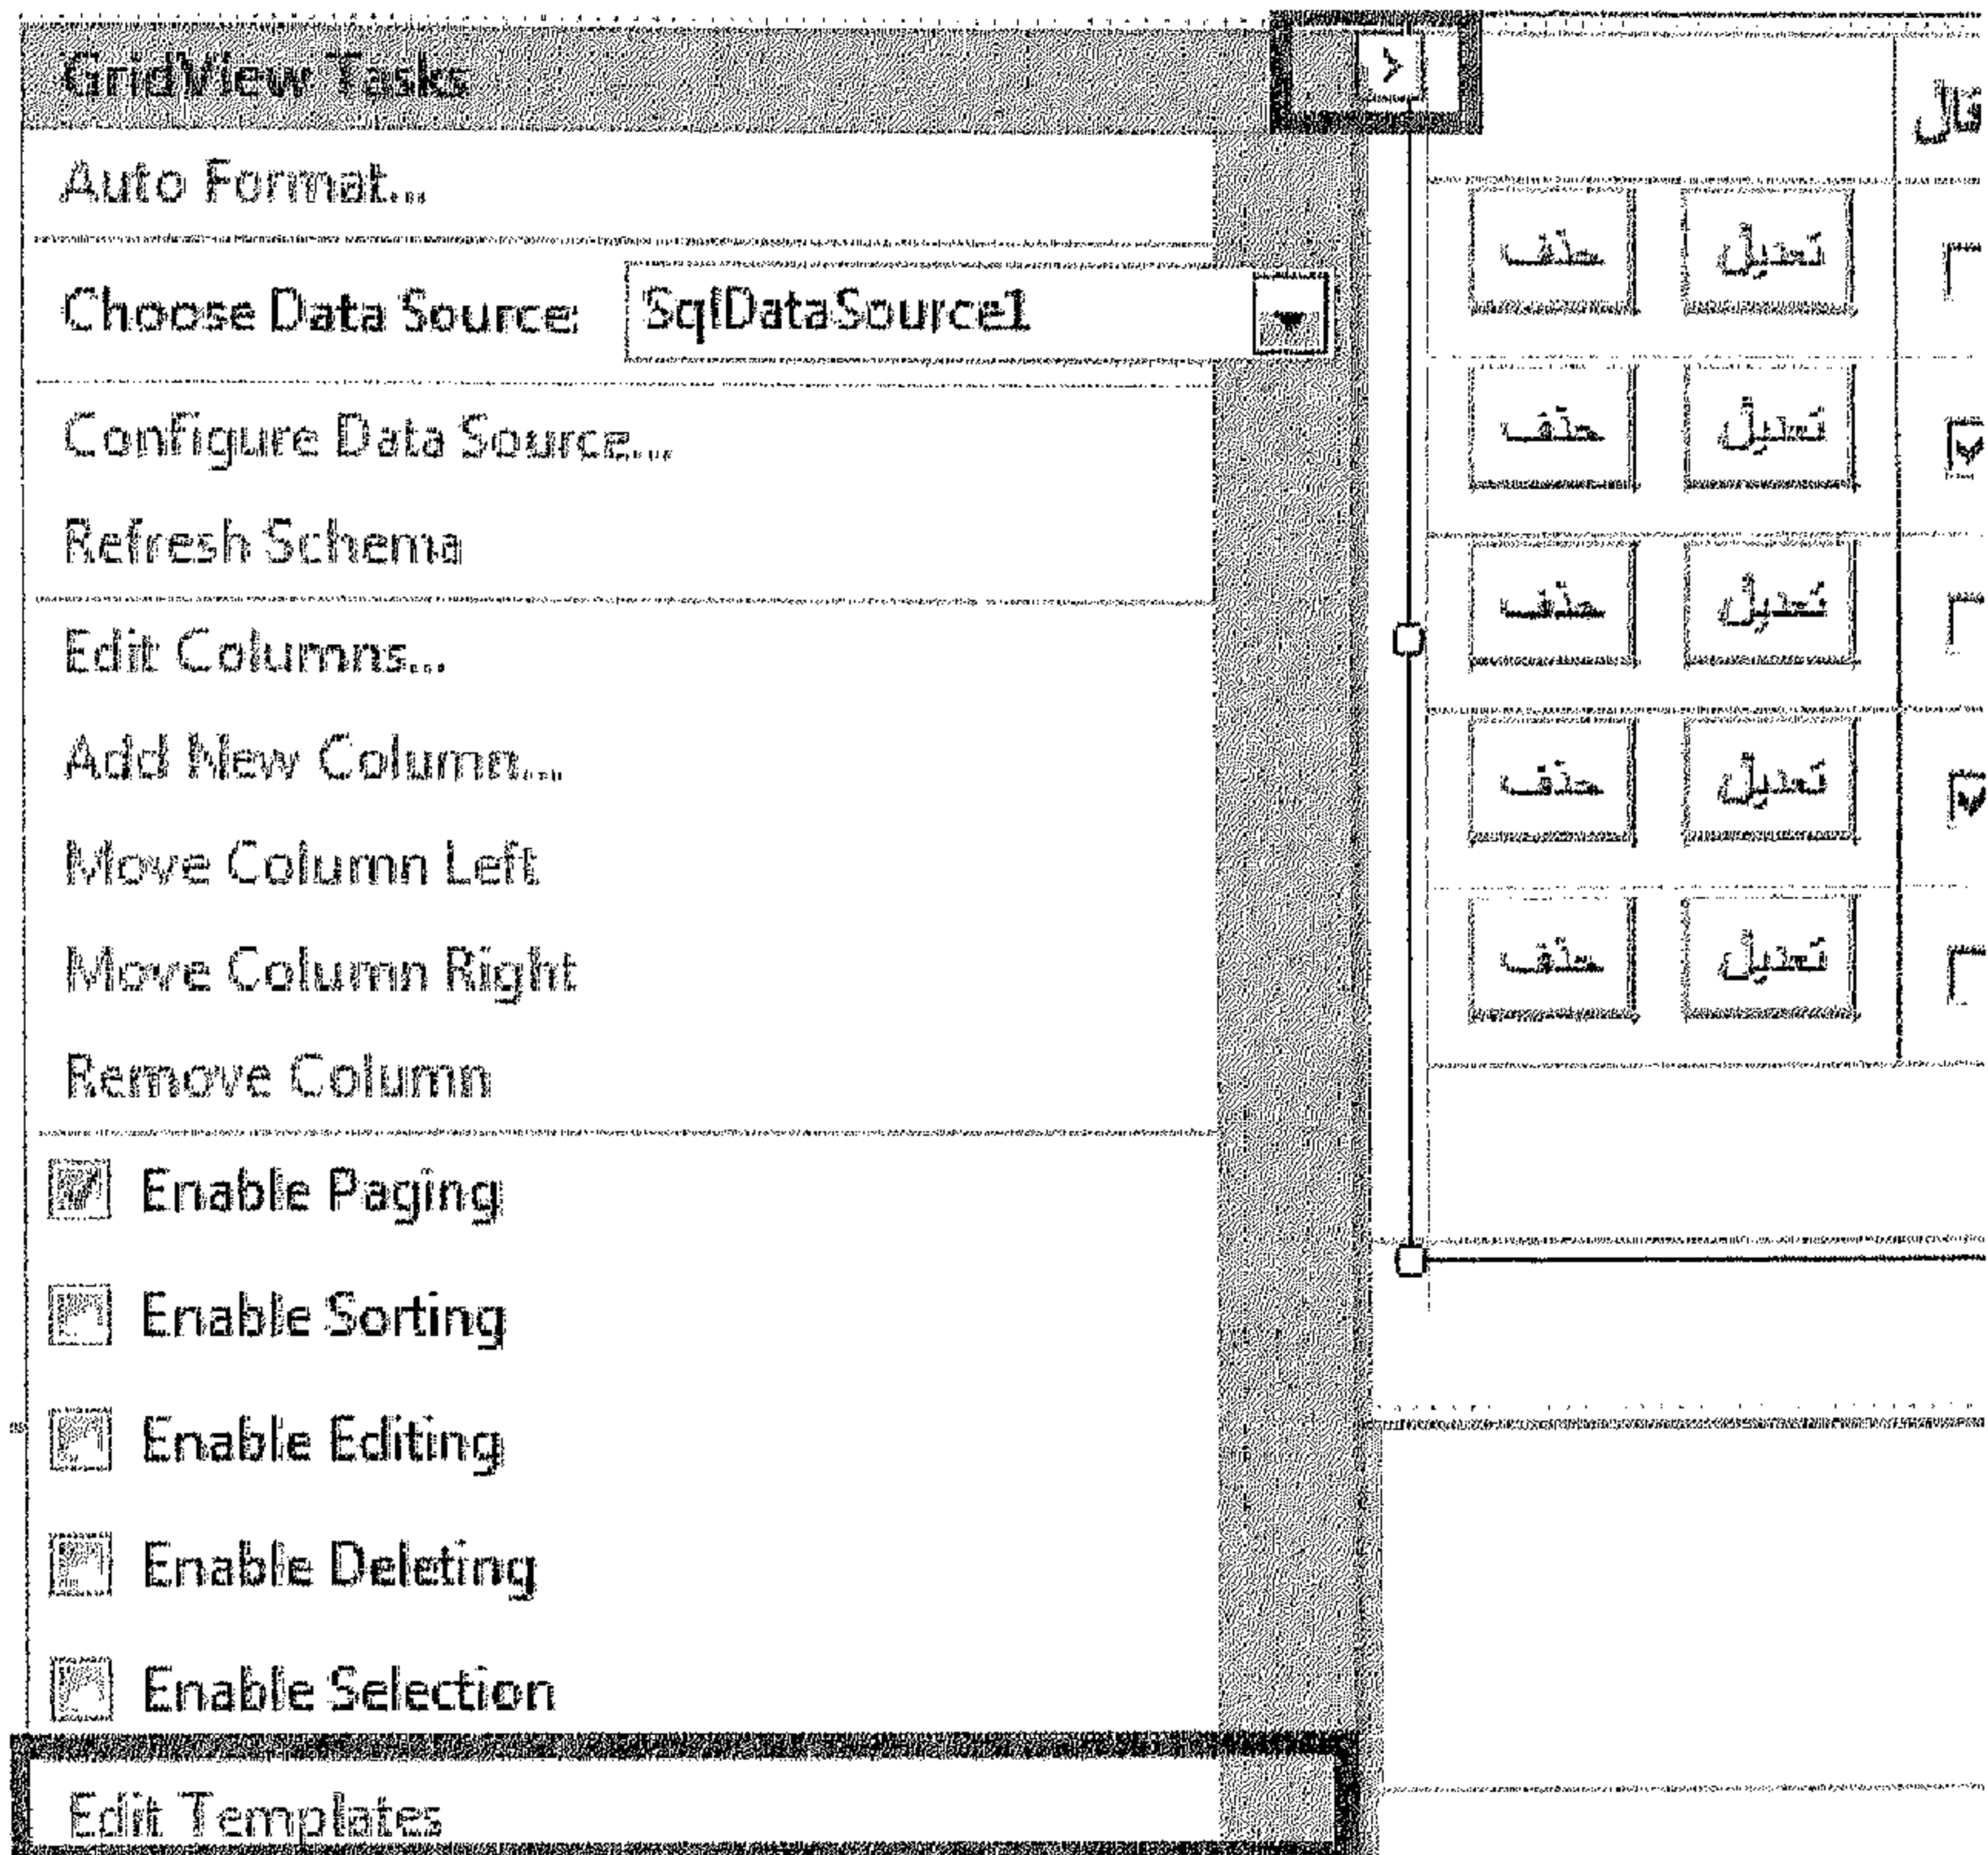 GridView Tasks
Auto Format...
Choose Data Source: SqlDataSource1
Configure Data Source...
Refresh Schema
Edit Columns...
Add New Column...
Move Column Left
Move Column Right
Remove Column
Enable Paging
Enable Sorting
Enable Editing
Enable Deleting
Enable Selection
Edit Templates
تعديل حذف
تعديل حذف
تعديل حذف
تعديل حذف
تعديل حذف